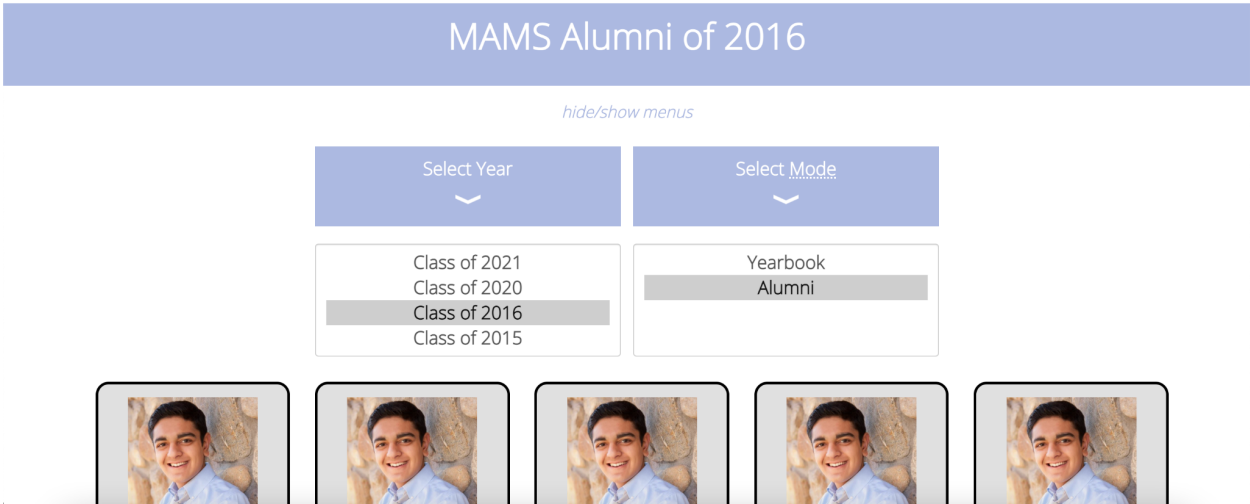 MAMS Alumni of 2016
hide/show menus
Select Year
Select Mode
Class of 2021
Class of 2020
Class of 2016
Class of 2015
Yearbook
Alumni